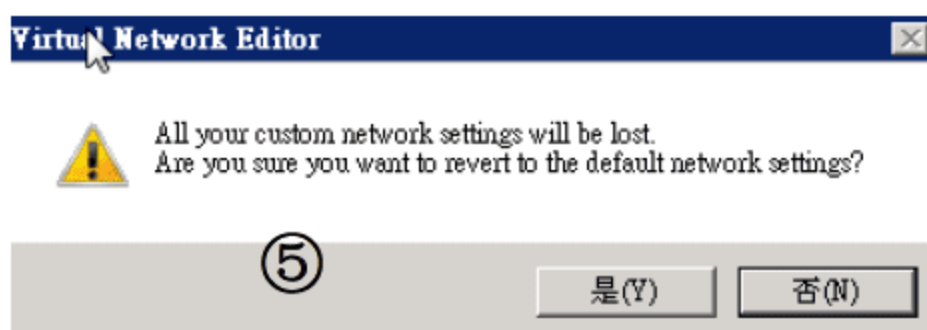 Virtual Network Editor
All your custom network settings will be lost.
Are you sure you want to revert to the default network settings?
⑤
是(Y) 否(N)